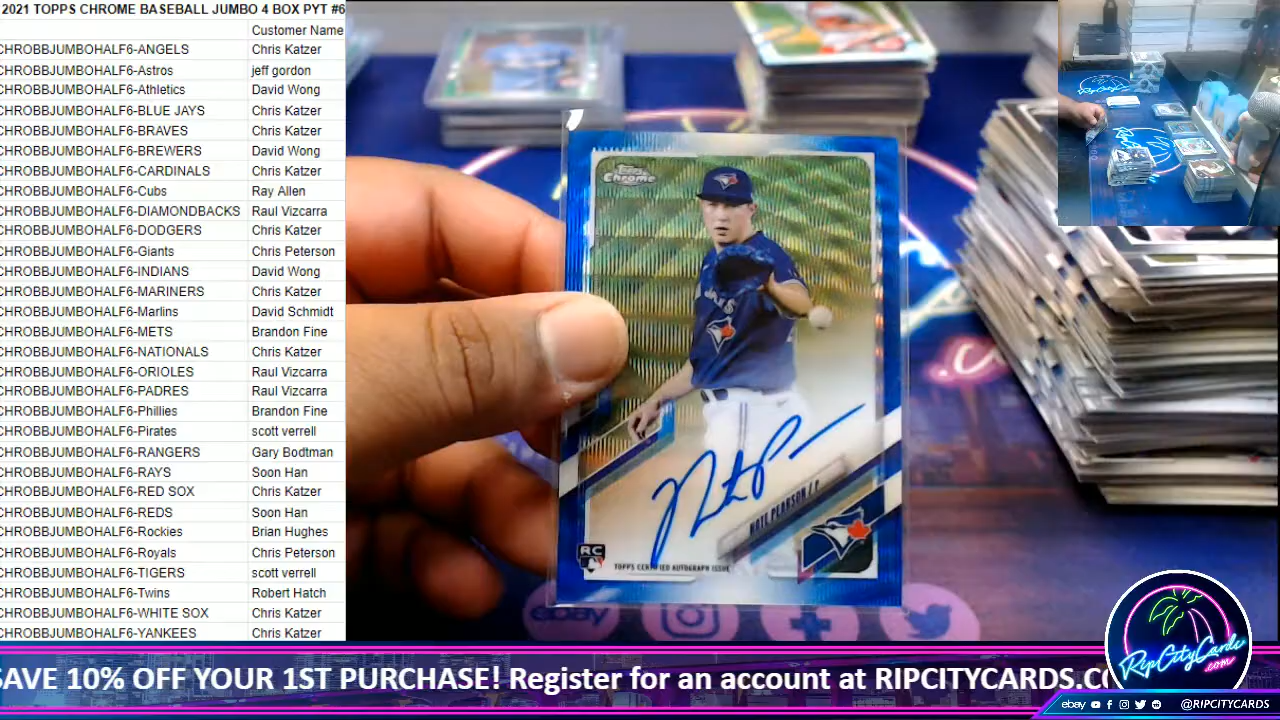 2021 TOPPS CHROME BASEBALL JUMBO 4 BOX PYT #6
Customer Name
CHROBBJUMBOHALF6-ANGELS Chris Katzer
CHROBBJUMBOHALF6-Astros jeff gordon
CHROBBJUMBOHALF6-Athletics David Wong
CHROBBJUMBOHALF6-BLUE JAYS Chris Katzer
CHROBBJUMBOHALF6-BRAVES Chris Katzer
CHROBBJUMBOHALF6-BREWERS David Wong
CHROBBJUMBOHALF6-CARDINALS Chris Katzer
CHROBBJUMBOHALF6-Cubs Ray Allen
CHROBBJUMBOHALF6-DIAMONDBACKS Raul Vizcarra
CHROBBJUMBOHALF6-DODGERS Chris Katzer
CHROBBJUMBOHALF6-Giants Chris Peterson
CHROBBJUMBOHALF6-INDIANS David Wong
CHROBBJUMBOHALF6-MARINERS Chris Katzer
CHROBBJUMBOHALF6-Marlins David Schmidt
CHROBBJUMBOHALF6-METS Brandon Fine
CHROBBJUMBOHALF6-NATIONALS Chris Katzer
CHROBBJUMBOHALF6-ORIOLES Raul Vizcarra
CHROBBJUMBOHALF6-PADRES Raul Vizcarra
CHROBBJUMBOHALF6-Phillies Brandon Fine
CHROBBJUMBOHALF6-Pirates scott verrell
CHROBBJUMBOHALF6-RANGERS Gary Bodtman
CHROBBJUMBOHALF6-RAYS Soon Han
CHROBBJUMBOHALF6-RED SOX Chris Katzer
CHROBBJUMBOHALF6-REDS Soon Han
CHROBBJUMBOHALF6-Rockies Brian Hughes
CHROBBJUMBOHALF6-Royals Chris Peterson
CHROBBJUMBOHALF6-TIGERS scott verrell
CHROBBJUMBOHALF6-Twins Robert Hatch
CHROBBJUMBOHALF6-WHITE SOX Chris Katzer
CHROBBJUMBOHALF6-YANKEES Chris Katzer
Topps
Chrome
NATE PEARSON / P
RC
TOPPS CERTIFIED AUTOGRAPH ISSUE
ebay
SAVE 10% OFF YOUR 1ST PURCHASE! Register for an account at RIPCITYCARDS.CO
RipCityCards
.com
ebay @RIPCITYCARDS